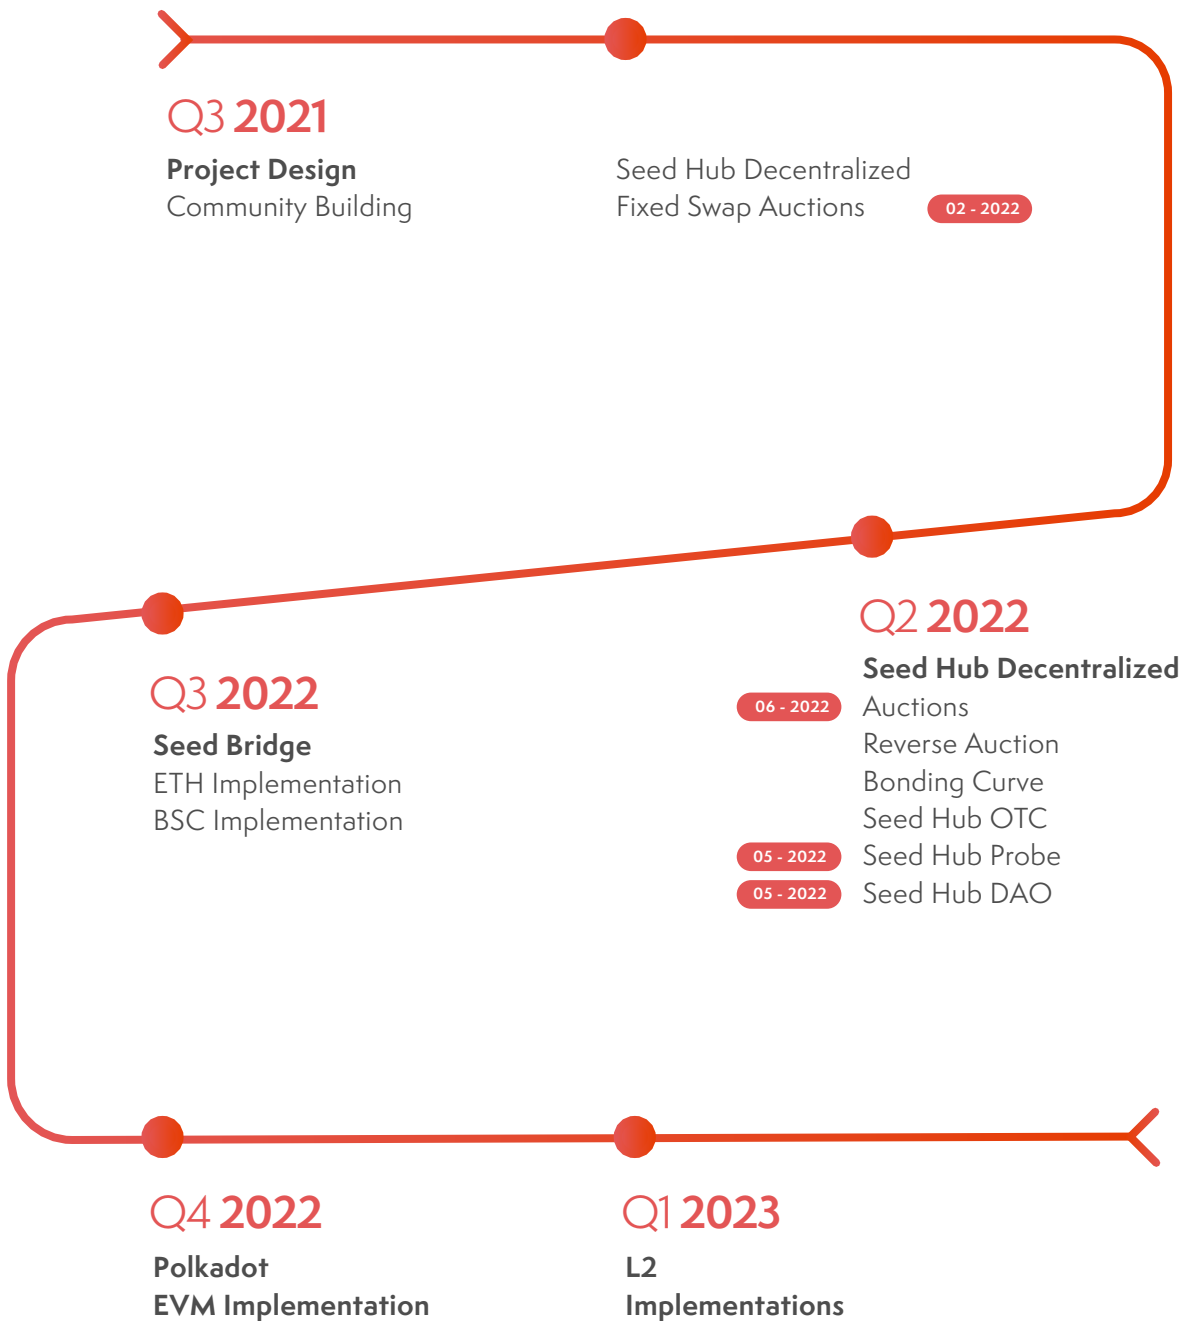 Q3 2021
Project Design
Community Building
Seed Hub Decentralized
Fixed Swap Auctions 02 - 2022
Q2 2022
Seed Hub Decentralized
06 - 2022 Auctions
Reverse Auction
Bonding Curve
Seed Hub OTC
05 - 2022 Seed Hub Probe
05 - 2022 Seed Hub DAO
Q3 2022
Seed Bridge
ETH Implementation
BSC Implementation
Q4 2022
Polkadot
EVM Implementation
Q1 2023
L2
Implementations